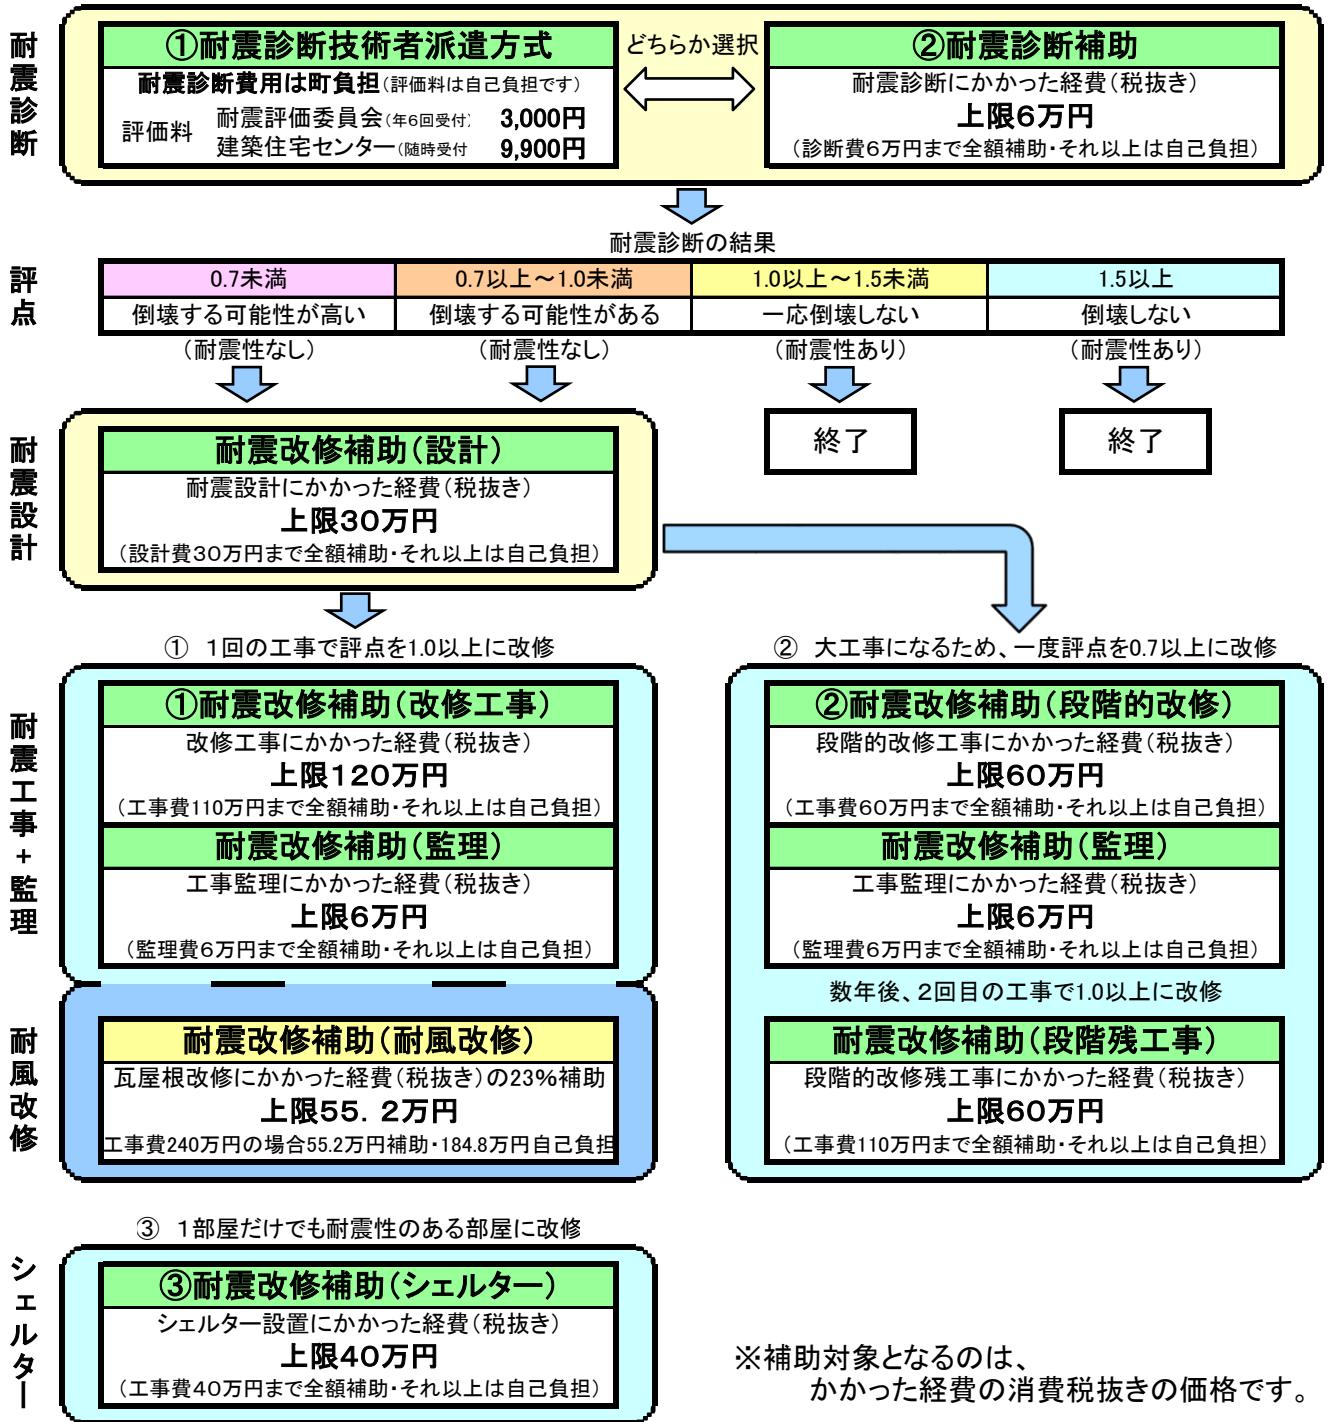 耐震診断
①耐震診断技術者派遣方式
耐震診断費用は町負担(評価料は自己負担です)
評価料
耐震評価委員会(年6回受付) 3,000円
建築住宅センター(随時受付 9,900円
どちらか選択
②耐震診断補助
耐震診断にかかった経費(税抜き)
上限6万円
(診断費6万円まで全額補助・それ以上は自己負担)
耐震診断の結果
評点
0.7未満 0.7以上～1.0未満 1.0以上～1.5未満 1.5以上
倒壊する可能性が高い 倒壊する可能性がある 一応倒壊しない 倒壊しない
(耐震性なし) (耐震性なし) (耐震性あり) (耐震性あり)
終了 終了
耐震設計
耐震改修補助(設計)
耐震設計にかかった経費(税抜き)
上限30万円
(設計費30万円まで全額補助・それ以上は自己負担)
① 1回の工事で評点を1.0以上に改修
耐震工事+監理
①耐震改修補助(改修工事)
改修工事にかかった経費(税抜き)
上限120万円
(工事費110万円まで全額補助・それ以上は自己負担)
耐震改修補助(監理)
工事監理にかかった経費(税抜き)
上限6万円
(監理費6万円まで全額補助・それ以上は自己負担)
② 大工事になるため、一度評点を0.7以上に改修
②耐震改修補助(段階的改修)
段階的改修工事にかかった経費(税抜き)
上限60万円
(工事費60万円まで全額補助・それ以上は自己負担)
耐震改修補助(監理)
工事監理にかかった経費(税抜き)
上限6万円
(監理費6万円まで全額補助・それ以上は自己負担)
数年後、2回目の工事で1.0以上に改修
耐震改修補助(段階残工事)
段階的改修残工事にかかった経費(税抜き)
上限60万円
(工事費110万円まで全額補助・それ以上は自己負担)
耐風改修
耐震改修補助(耐風改修)
瓦屋根改修にかかった経費(税抜き)の23%補助
上限55.2万円
工事費240万円の場合55.2万円補助・184.8万円自己負担
③ 1部屋だけでも耐震性のある部屋に改修
シェルター
③耐震改修補助(シェルター)
シェルター設置にかかった経費(税抜き)
上限40万円
(工事費40万円まで全額補助・それ以上は自己負担)
※補助対象となるのは、
かかった経費の消費税抜きの価格です。